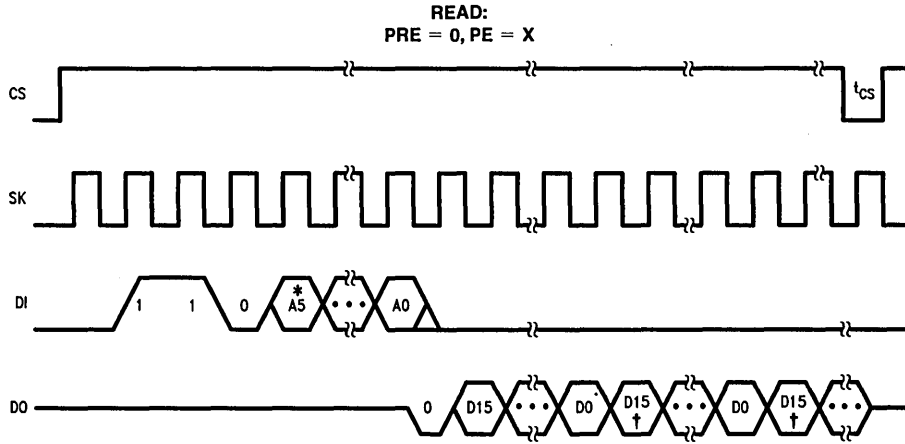 READ:
PRE = 0, PE = X
CS
tCS
SK
DI
1 1 0 * A5 • • • A0
DO
0 D15 • • • D0 D15 † • • • D0 D15 † • • •